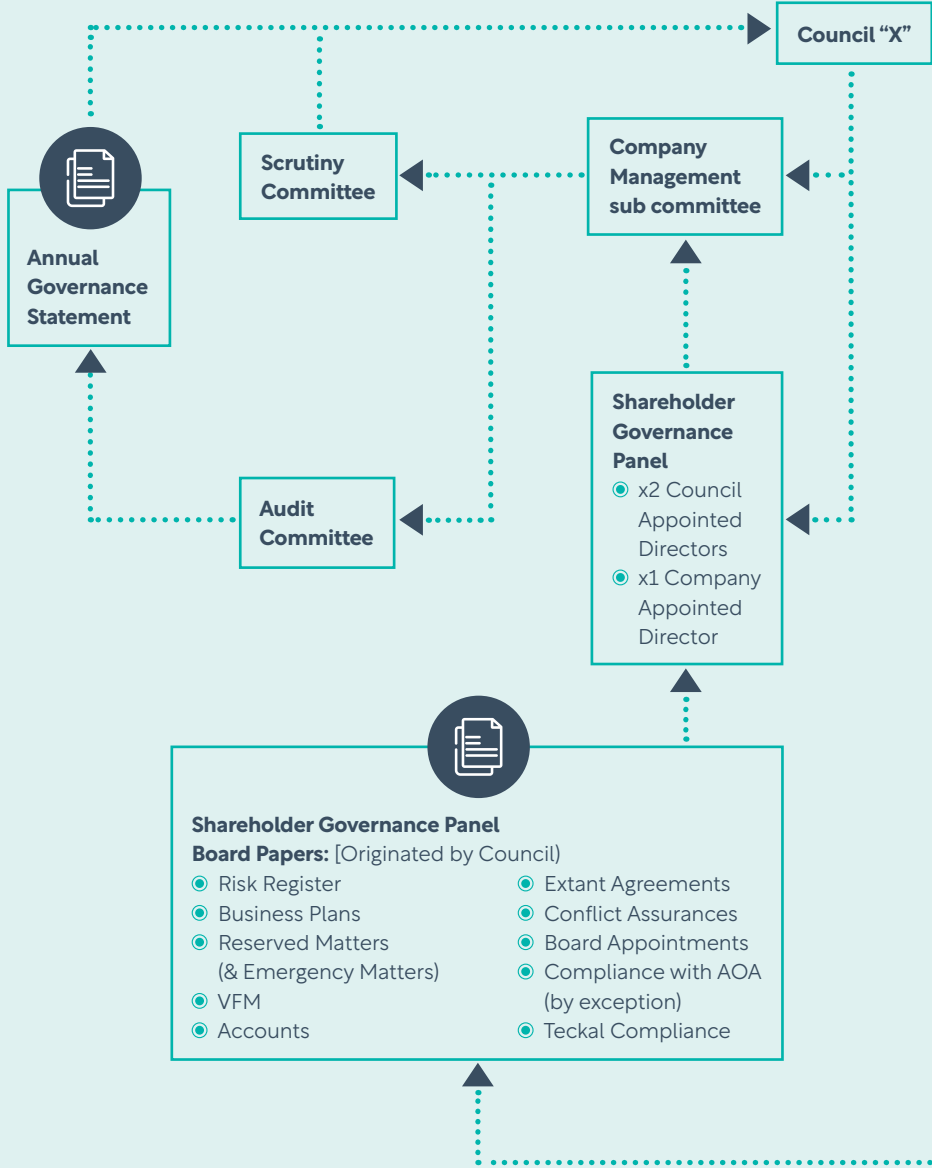 Council “X”
Scrutiny
Committee
Company
Management
sub committee
Annual
Governance
Statement
Shareholder
Governance
Panel
x2 Council
Appointed
Directors
x1 Company
Appointed
Director
Audit
Committee
Shareholder Governance Panel
Board Papers: [Originated by Council)
Risk Register
Business Plans
Reserved Matters
(& Emergency Matters)
VFM
Accounts
Extant Agreements
Conflict Assurances
Board Appointments
Compliance with AOA
(by exception)
Teckal Compliance